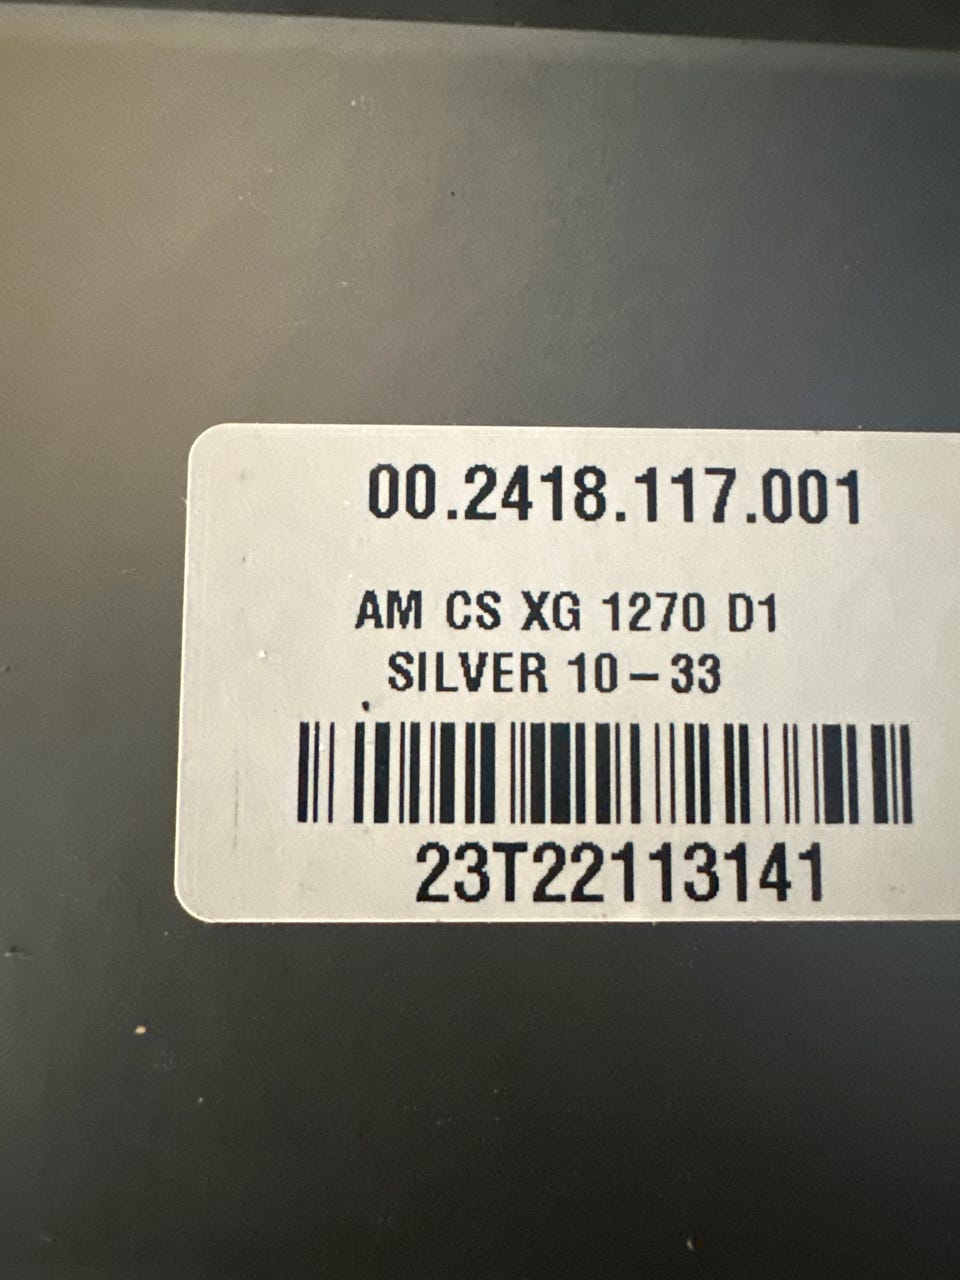 00.2418.117.001
AM CS XG 1270 D1
SILVER 10-33
23T22113141